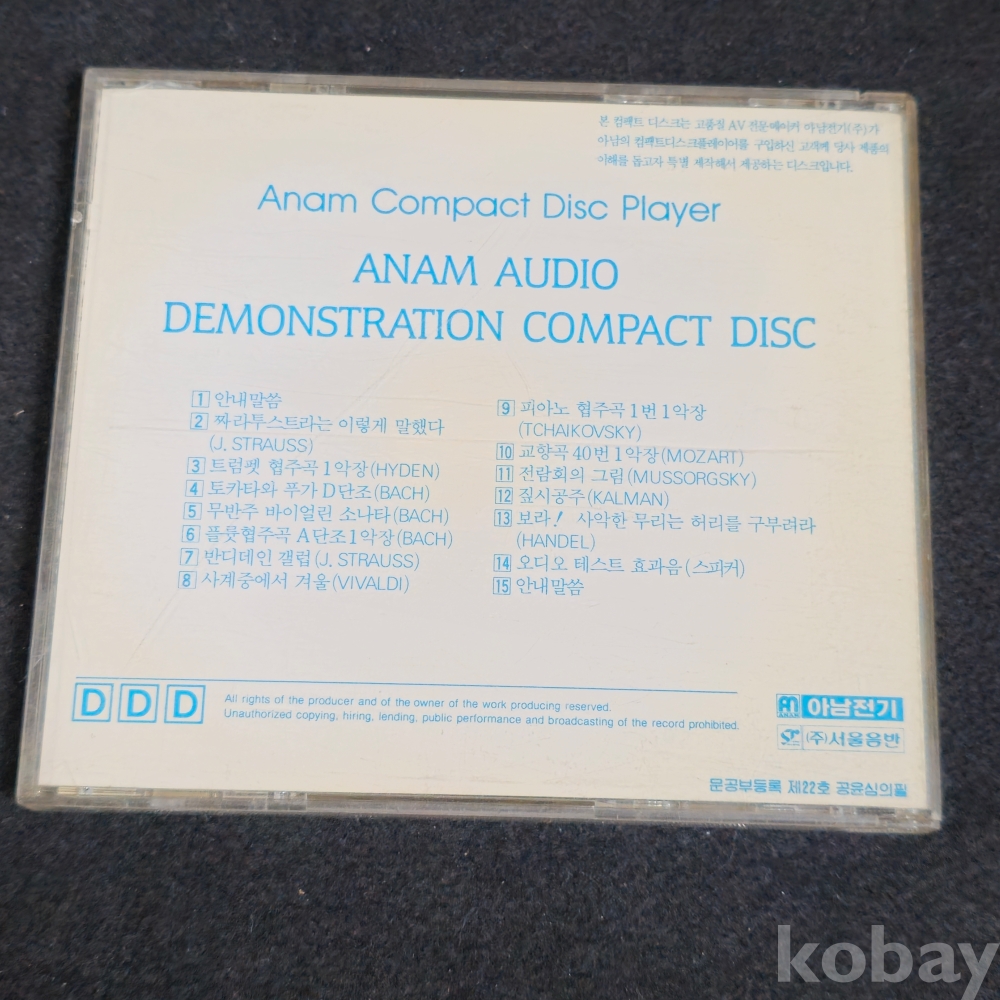 본 컴팩트 디스크는 고품질 AV 전문메이커 아남전기(주)가
아남의 컴팩트디스크플레이어를 구입하신 고객께 당사 제품의
이해를 돕고자 특별 제작해서 제공하는 디스크입니다.
Anam Compact Disc Player
ANAM AUDIO
DEMONSTRATION COMPACT DISC
1 안내말씀
2 짜라투스트라는 이렇게 말했다
(J. STRAUSS)
3 트럼펫 협주곡 1악장(HYDEN)
4 토카타와 푸가 D단조(BACH)
5 무반주 바이얼린 소나타(BACH)
6 플룻협주곡 A단조1악장(BACH)
7 반디데인 갤럽(J. STRAUSS)
8 사계중에서 겨울(VIVALDI)
9 피아노 협주곡 1번 1악장
(TCHAIKOVSKY)
10 교향곡 40번 1악장(MOZART)
11 전람회의 그림(MUSSORGSKY)
12 짚시공주(KALMAN)
13 보라! 사악한 무리는 허리를 구부려라
(HANDEL)
14 오디오 테스트 효과음(스피커)
15 안내말씀
D D D
All rights of the producer and of the owner of the work producing reserved.
Unauthorized copying, hiring, lending, public performance and broadcasting of the record prohibited.
ANAM 아남전기
(주)서울음반
문공부등록 제22호 공윤심의필
kobay